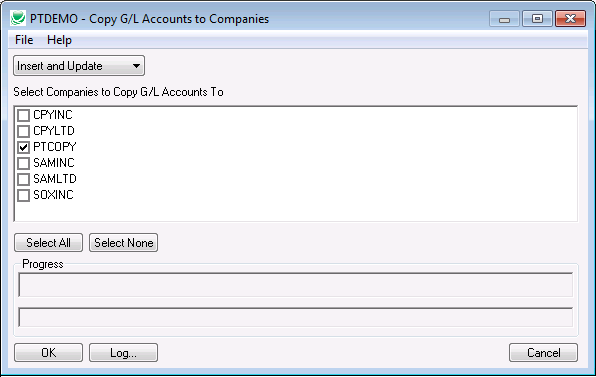 PTDEMO - Copy G/L Accounts to Companies
File Help
Insert and Update
Select Companies to Copy G/L Accounts To
CPYINC
CPYLTD
PTCOPY
SAMINC
SAMLTD
SOXINC
Select All Select None
Progress
OK Log... Cancel